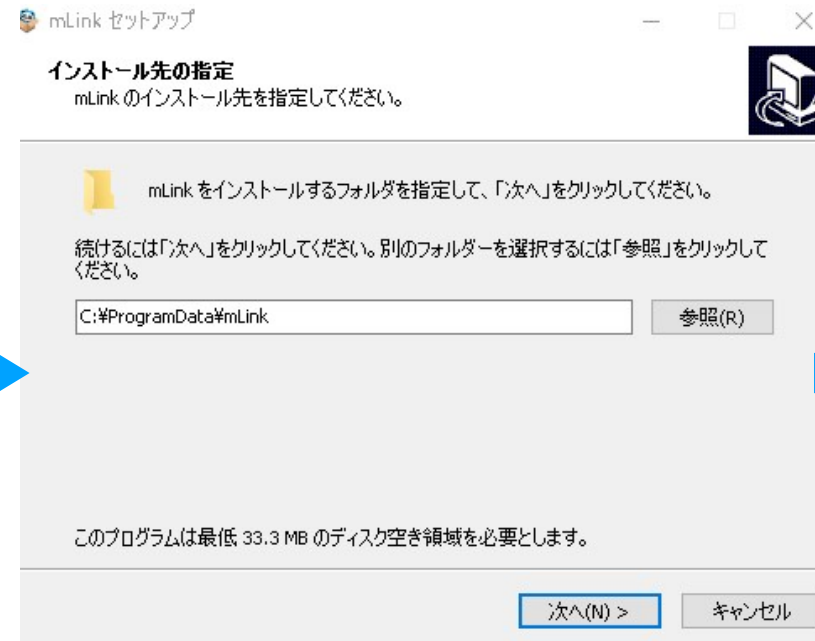 mLink セットアップ
インストール先の指定
mLink のインストール先を指定してください。
mLink をインストールするフォルダを指定して、「次へ」をクリックしてください。
続けるには「次へ」をクリックしてください。別のフォルダーを選択するには「参照」をクリックして
ください。
C:¥ProgramData¥mLink
参照(R)
このプログラムは最低 33.3 MB のディスク空き領域を必要とします。
次へ(N) >
キャンセル